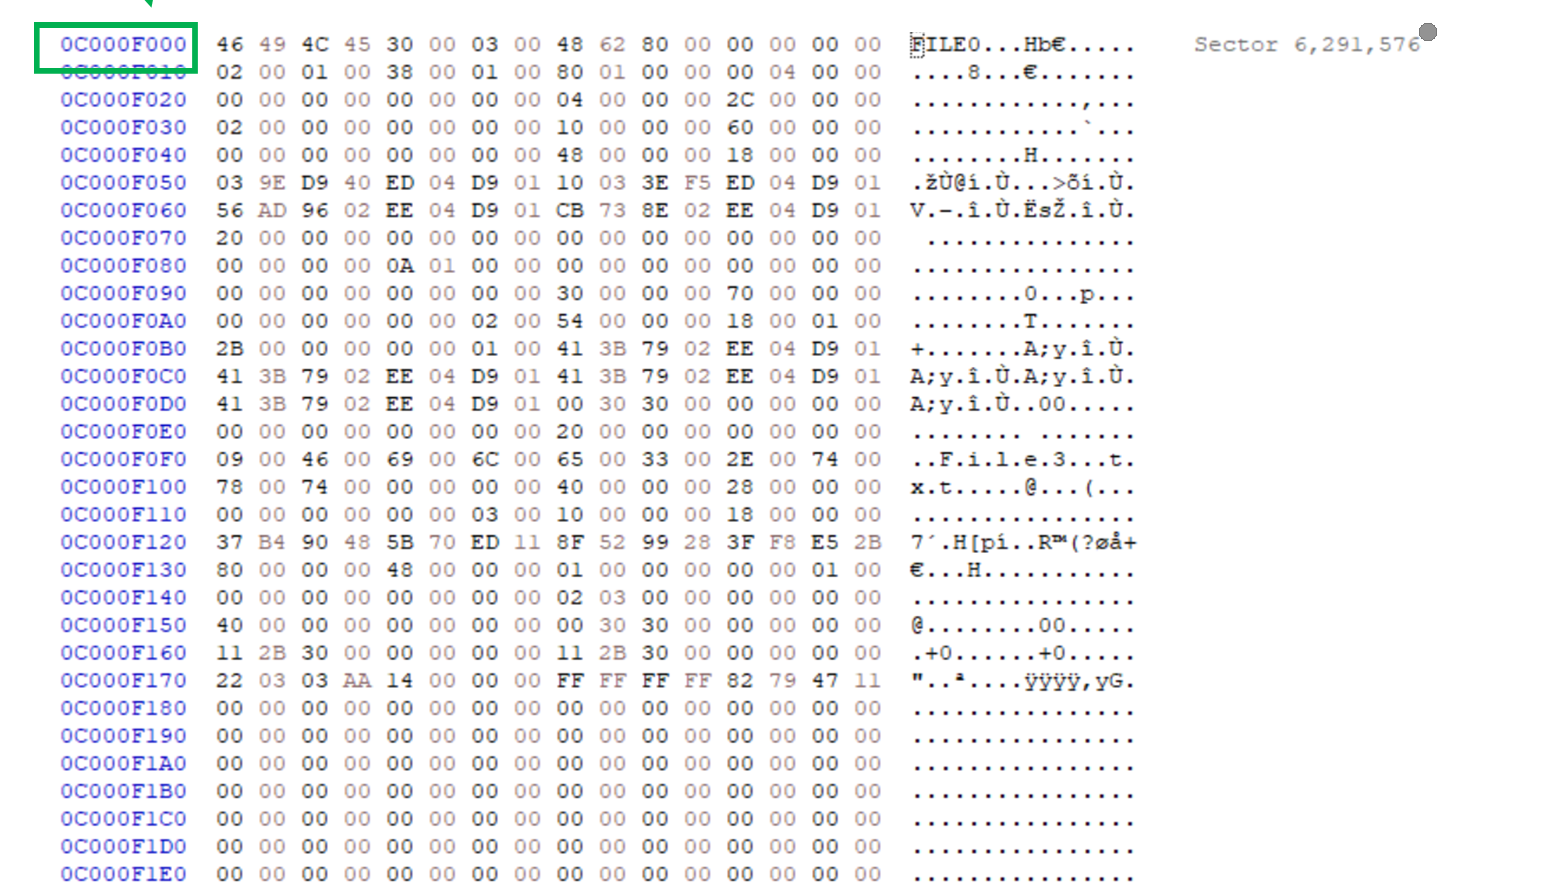 0C000F000 46 49 4C 45 30 00 03 00 48 62 80 00 00 00 00 00 FILE0...Hb€..... Sector 6,291,576
0C000F010 02 00 01 00 38 00 01 00 80 01 00 00 00 04 00 00 ....8...€.......
0C000F020 00 00 00 00 00 00 00 00 04 00 00 00 2C 00 00 00 ............,...
0C000F030 02 00 00 00 00 00 00 00 10 00 00 00 60 00 00 00 ............`...
0C000F040 00 00 00 00 00 00 00 00 48 00 00 00 18 00 00 00 ........H.......
0C000F050 03 9E D9 40 ED 04 D9 01 10 03 3E F5 ED 04 D9 01 .žÙ@í.Ù...>õí.Ù.
0C000F060 56 AD 96 02 EE 04 D9 01 CB 73 8E 02 EE 04 D9 01 V.–.î.Ù.ËsŽ.î.Ù.
0C000F070 20 00 00 00 00 00 00 00 00 00 00 00 00 00 00 00 ...............
0C000F080 00 00 00 00 0A 01 00 00 00 00 00 00 00 00 00 00 ................
0C000F090 00 00 00 00 00 00 00 00 30 00 00 00 70 00 00 00 ........0...p...
0C000F0A0 00 00 00 00 00 00 02 00 54 00 00 00 18 00 01 00 ........T.......
0C000F0B0 2B 00 00 00 00 00 01 00 41 3B 79 02 EE 04 D9 01 +.......A;y.î.Ù.
0C000F0C0 41 3B 79 02 EE 04 D9 01 41 3B 79 02 EE 04 D9 01 A;y.î.Ù.A;y.î.Ù.
0C000F0D0 41 3B 79 02 EE 04 D9 01 00 30 30 00 00 00 00 00 A;y.î.Ù..00.....
0C000F0E0 00 00 00 00 00 00 00 00 20 00 00 00 00 00 00 00 ........ .......
0C000F0F0 09 00 46 00 69 00 6C 00 65 00 33 00 2E 00 74 00 ..F.i.l.e.3...t.
0C000F100 78 00 74 00 00 00 00 00 40 00 00 00 28 00 00 00 x.t.....@...(...
0C000F110 00 00 00 00 00 00 03 00 10 00 00 00 18 00 00 00 ................
0C000F120 37 B4 90 48 5B 70 ED 11 8F 52 99 28 3F F8 E5 2B 7´.H[pí..R™(?øå+
0C000F130 80 00 00 00 48 00 00 00 01 00 00 00 00 00 01 00 €...H...........
0C000F140 00 00 00 00 00 00 00 00 02 03 00 00 00 00 00 00 ................
0C000F150 40 00 00 00 00 00 00 00 00 30 30 00 00 00 00 00 @........00.....
0C000F160 11 2B 30 00 00 00 00 00 11 2B 30 00 00 00 00 00 .+0......+0.....
0C000F170 22 03 03 AA 14 00 00 00 FF FF FF FF 82 79 47 11 "..ª....ÿÿÿÿ‚yG.
0C000F180 00 00 00 00 00 00 00 00 00 00 00 00 00 00 00 00 ................
0C000F190 00 00 00 00 00 00 00 00 00 00 00 00 00 00 00 00 ................
0C000F1A0 00 00 00 00 00 00 00 00 00 00 00 00 00 00 00 00 ................
0C000F1B0 00 00 00 00 00 00 00 00 00 00 00 00 00 00 00 00 ................
0C000F1C0 00 00 00 00 00 00 00 00 00 00 00 00 00 00 00 00 ................
0C000F1D0 00 00 00 00 00 00 00 00 00 00 00 00 00 00 00 00 ................
0C000F1E0 00 00 00 00 00 00 00 00 00 00 00 00 00 00 00 00 ................